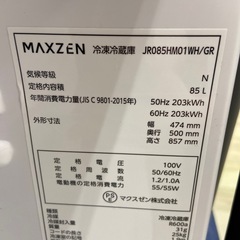 MAXZEN 冷凍冷蔵庫 JR085HM01WH/GR
気候等級 N
定格内容積 85 L
年間消費電力量(JIS C 9801-2015年) 50Hz 203kWh
60Hz 203kWh
外形寸法 幅 474 mm
奥行き 500 mm
高さ 857 mm
定格電圧 100V
定格周波数 50/60Hz
定格電流 1.2/1.0A
電動機の定格消費電力 55/55W
マクスゼン株式会社
冷凍冷蔵庫
R600a
31g
25kg